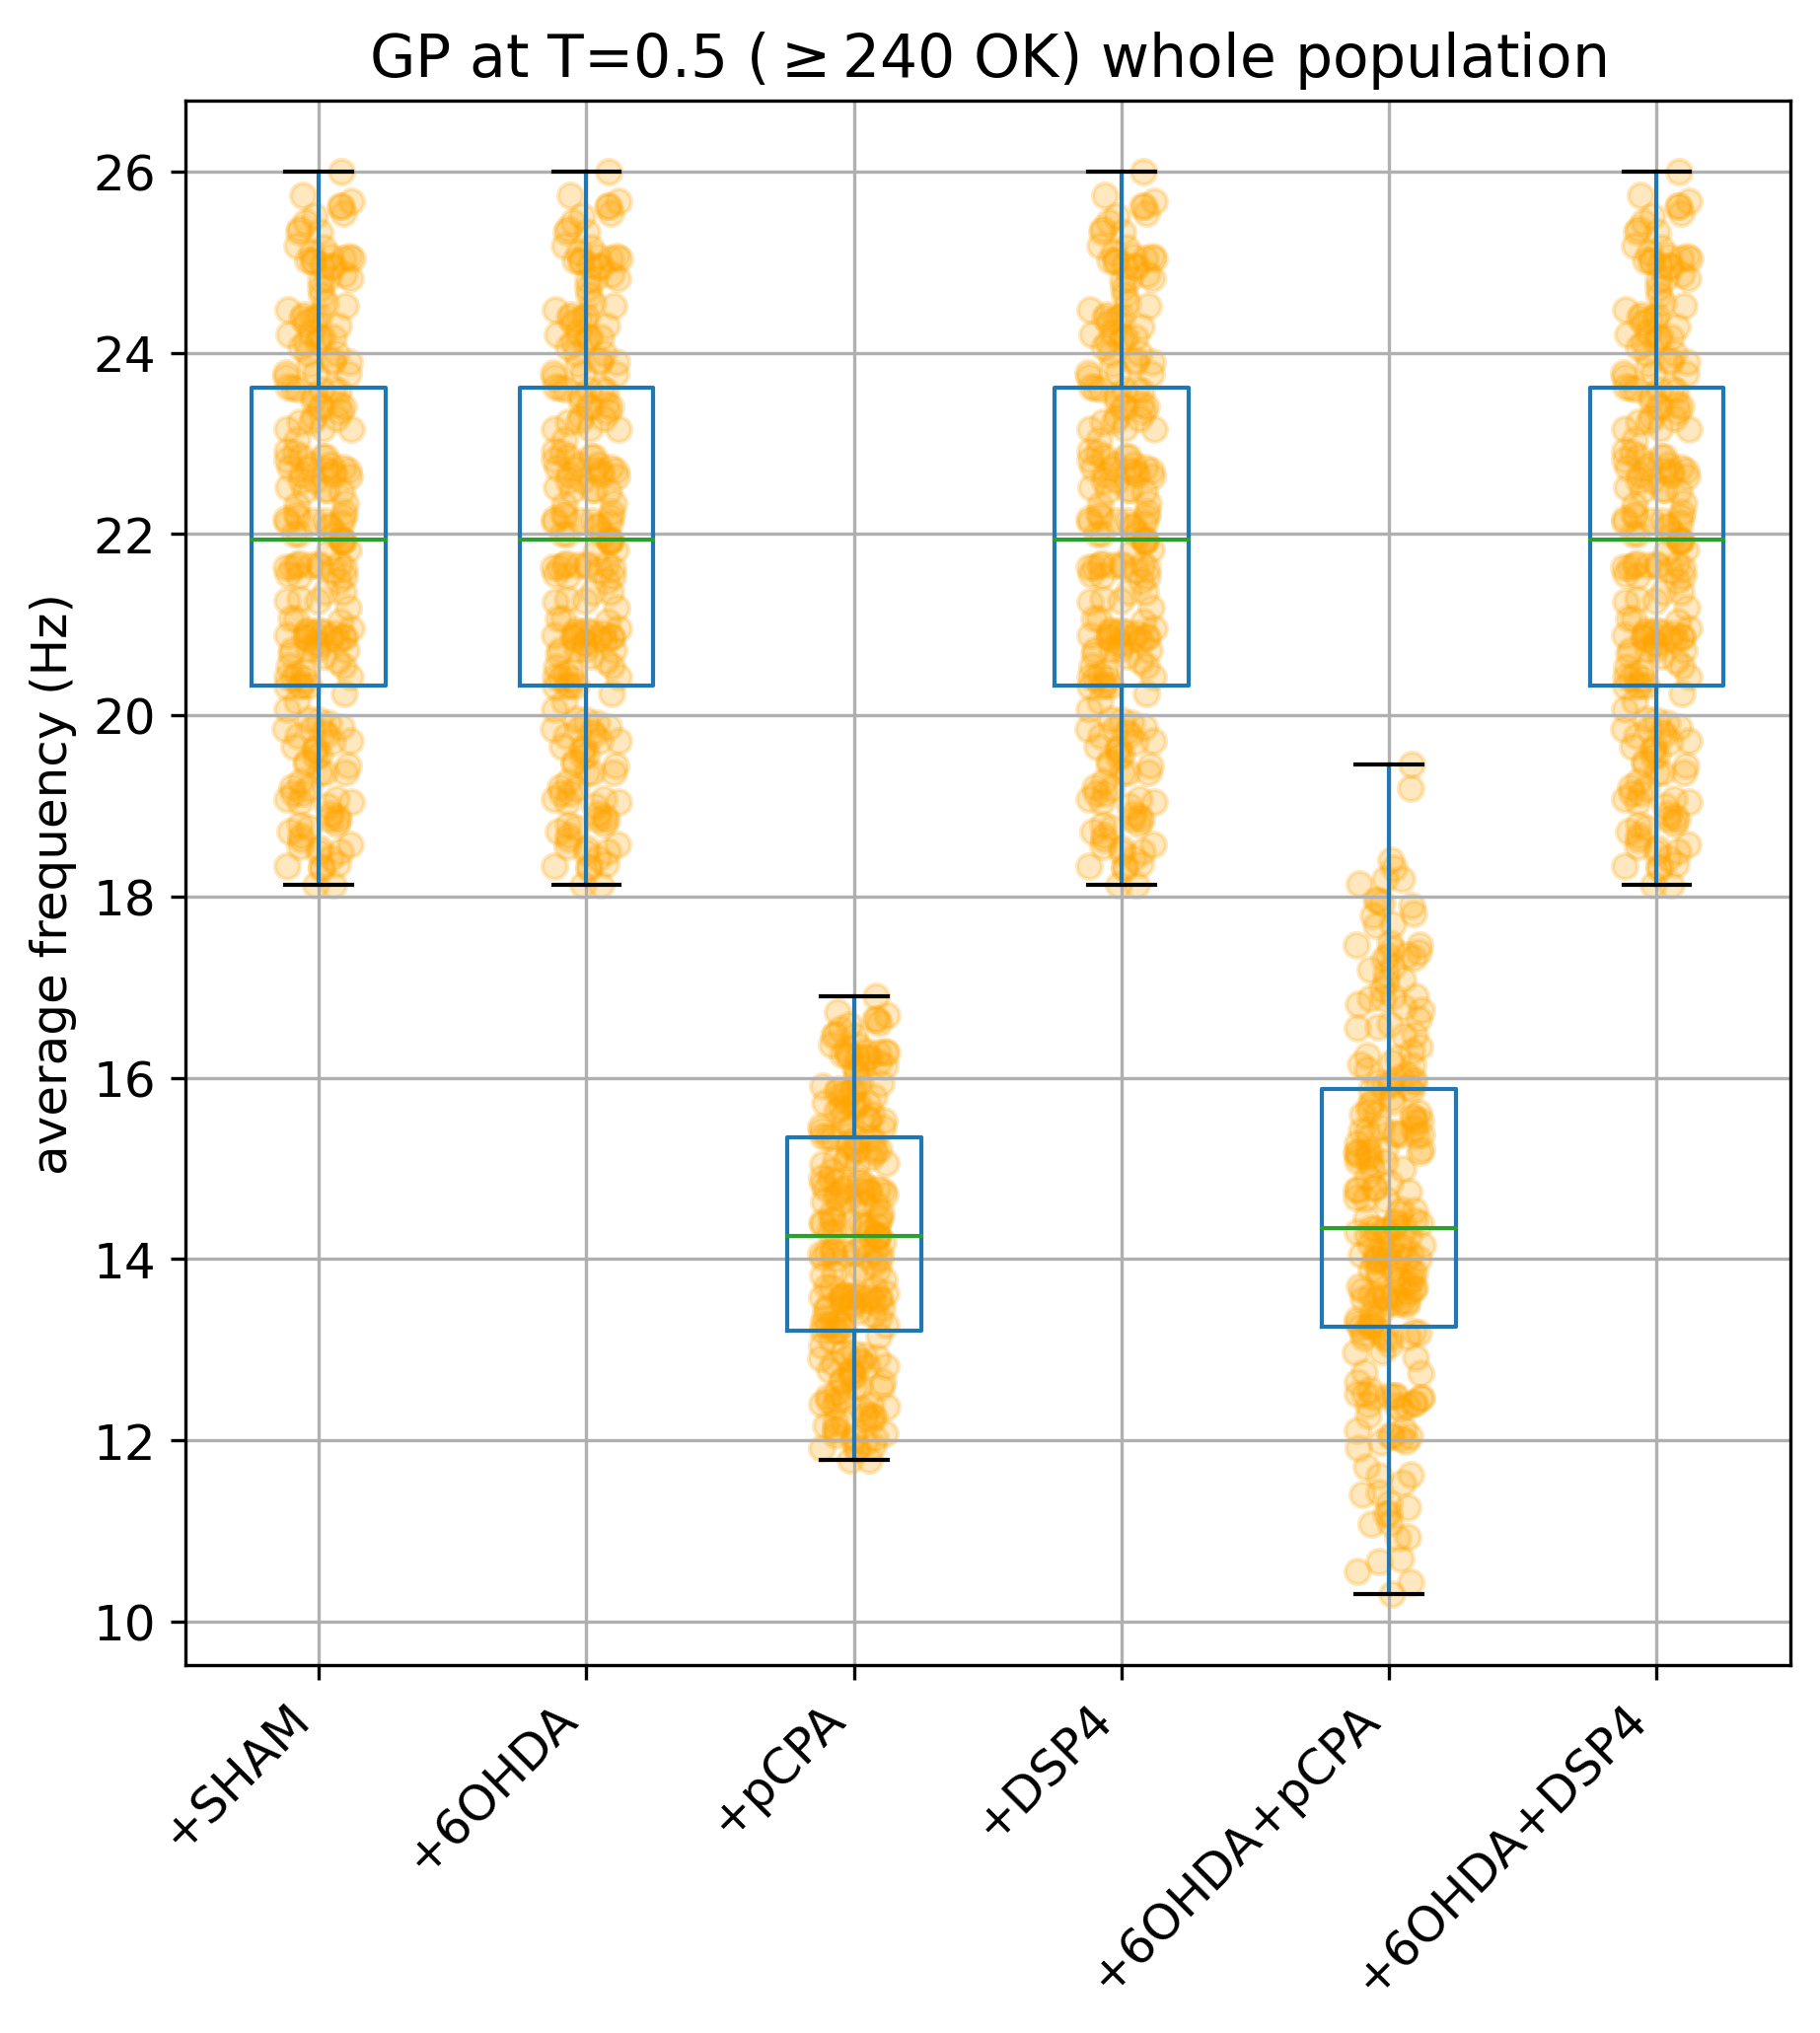 GP at T=0.5 (≥240 OK) whole population
average frequency (Hz)
26
24
22
20
18
16
14
12
10
+SHAM
+6OHDA
+pCPA
+DSP4
+6OHDA+pCPA
+6OHDA+DSP4